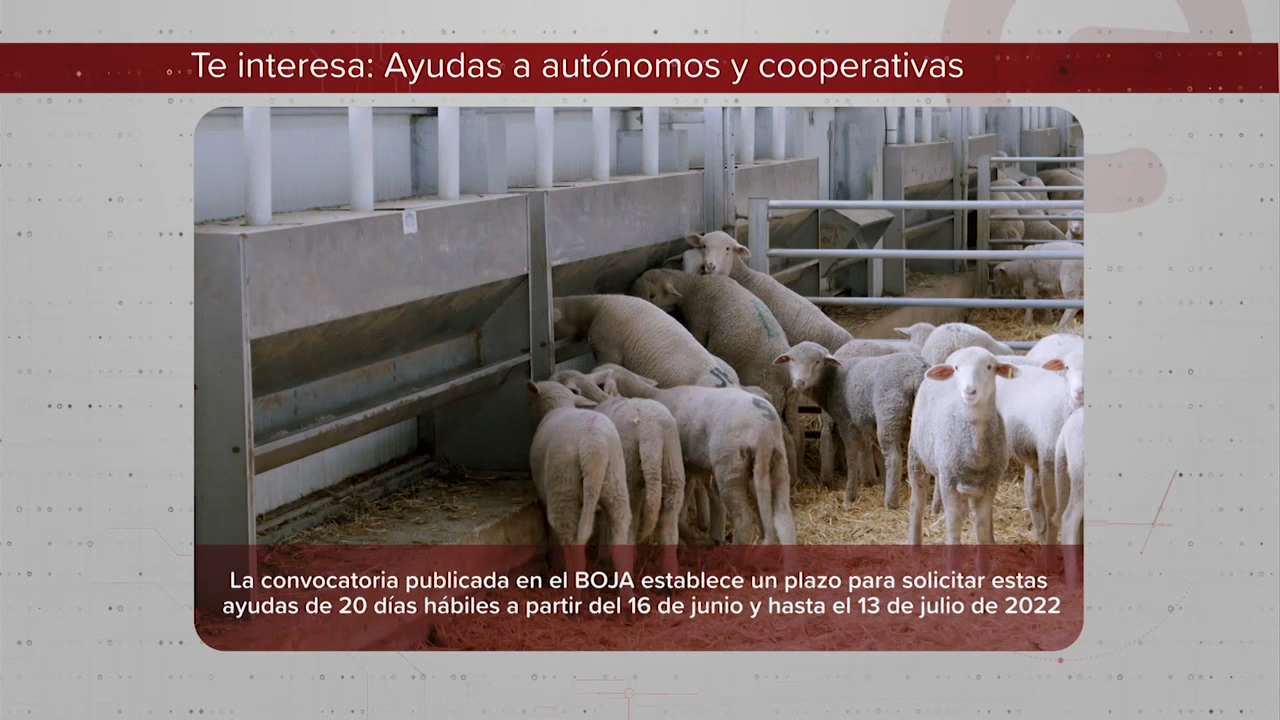 Te interesa: Ayudas a autónomos y cooperativas
La convocatoria publicada en el BOJA establece un plazo para solicitar estas
ayudas de 20 días hábiles a partir del 16 de junio y hasta el 13 de julio de 2022